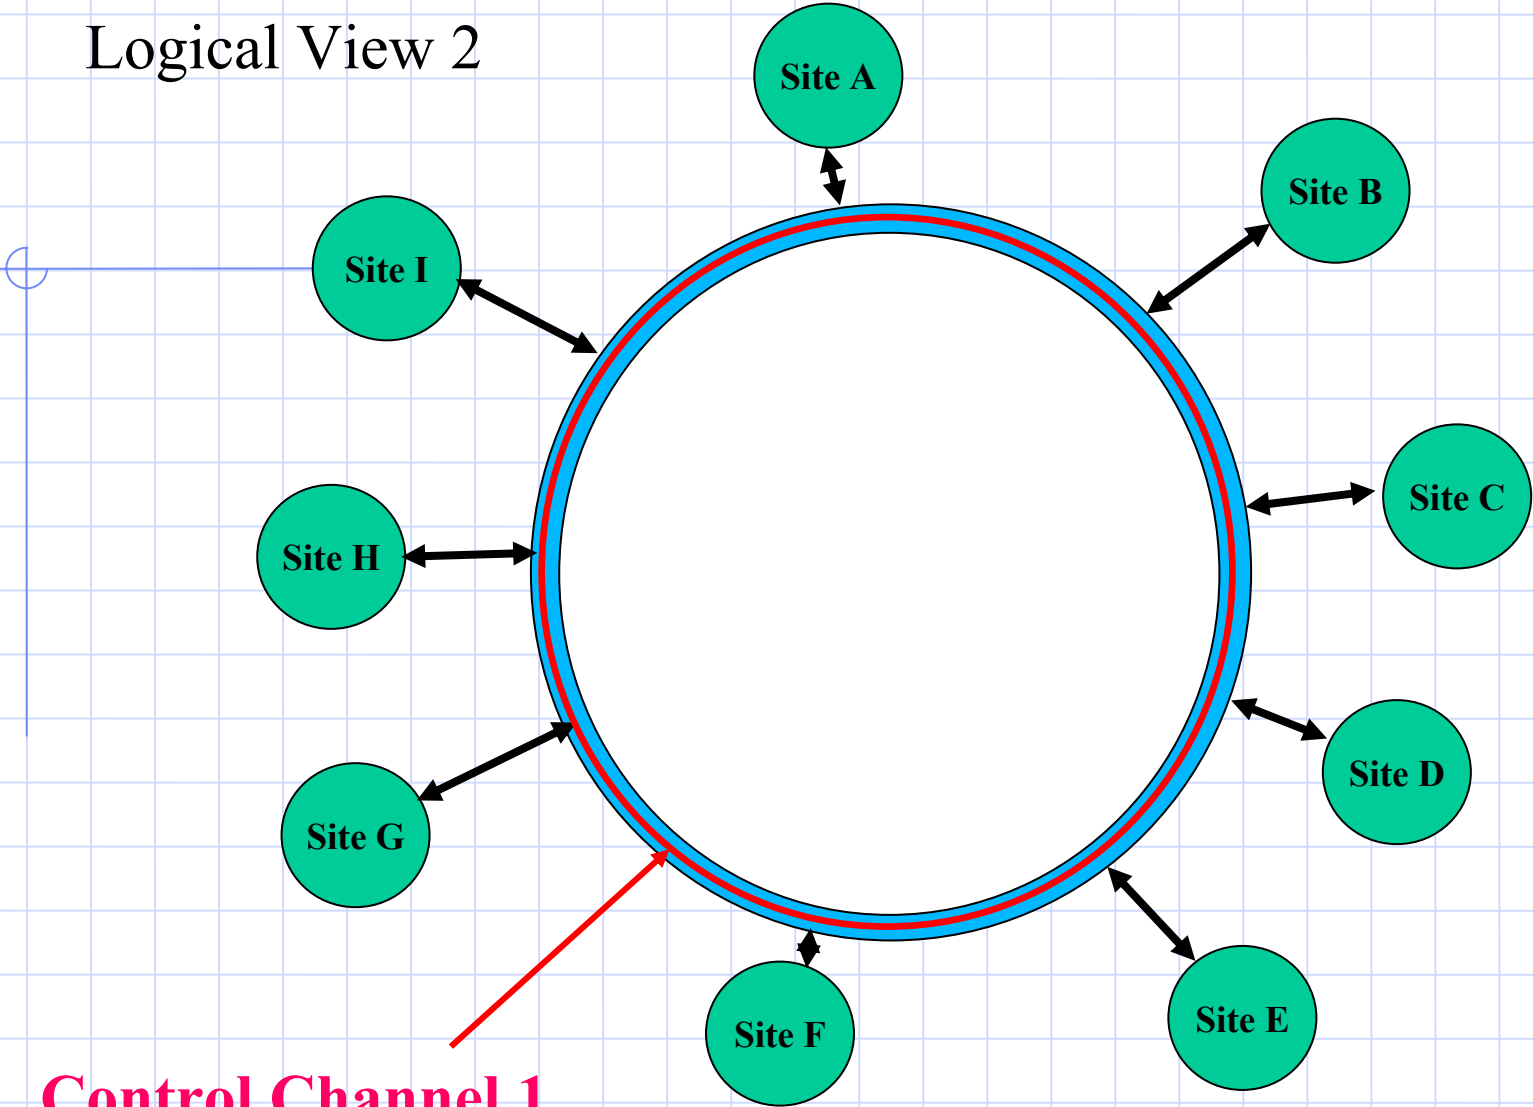 Logical View 2
Site A
Site B
Site I
Site C
Site H
Site D
Site G
Site E
Site F
Control Channel 1